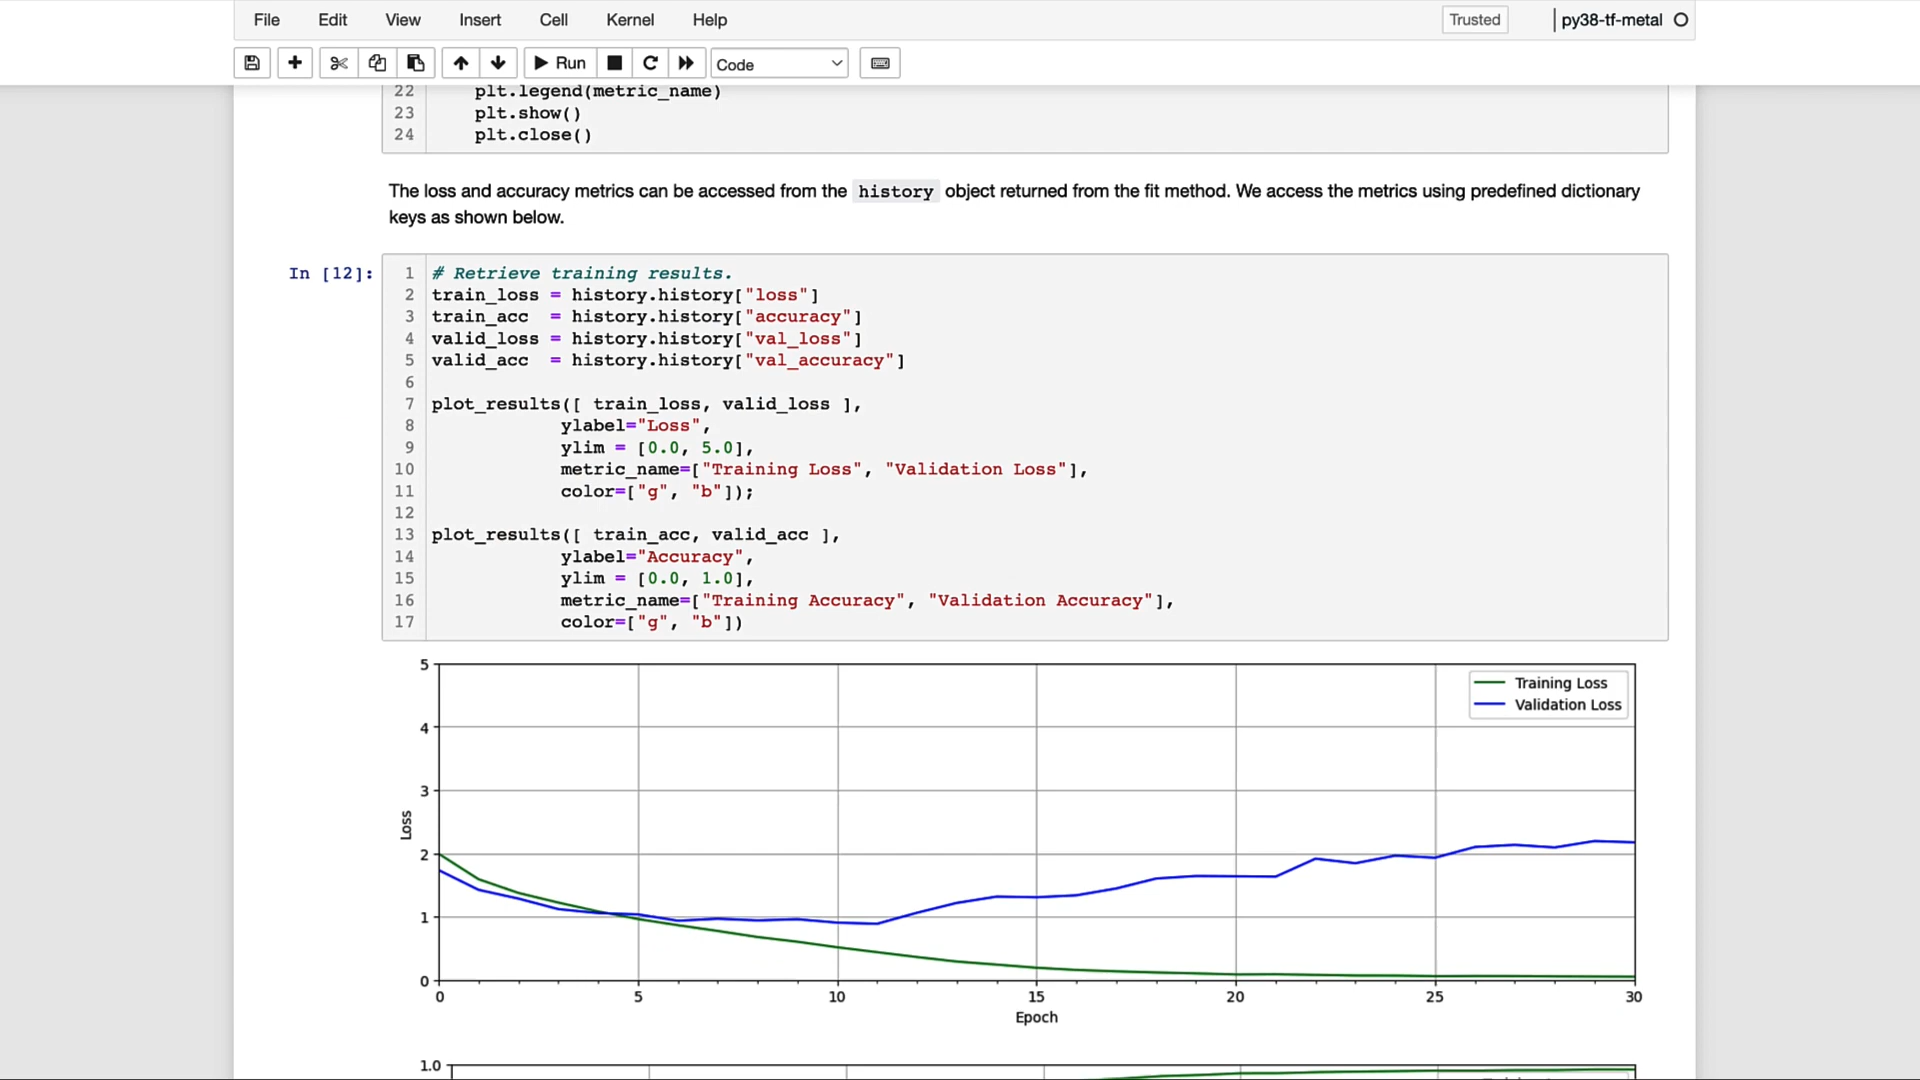 File Edit View Insert Cell Kernel Help Trusted py38-tf-metal
Run Code
22 plt.legend(metric_name)
23 plt.show()
24 plt.close()
The loss and accuracy metrics can be accessed from the history object returned from the fit method. We access the metrics using predefined dictionary
keys as shown below.
In [12]:
1 # Retrieve training results.
2 train_loss = history.history["loss"]
3 train_acc  = history.history["accuracy"]
4 valid_loss = history.history["val_loss"]
5 valid_acc  = history.history["val_accuracy"]
6
7 plot_results([ train_loss, valid_loss ],
8 ylabel="Loss",
9 ylim = [0.0, 5.0],
10 metric_name=["Training Loss", "Validation Loss"],
11 color=["g", "b"]);
12
13 plot_results([ train_acc, valid_acc ],
14 ylabel="Accuracy",
15 ylim = [0.0, 1.0],
16 metric_name=["Training Accuracy", "Validation Accuracy"],
17 color=["g", "b"])
5
4
3
2
1
0
Loss
Training Loss
Validation Loss
0 5 10 15 20 25 30
Epoch
1.0